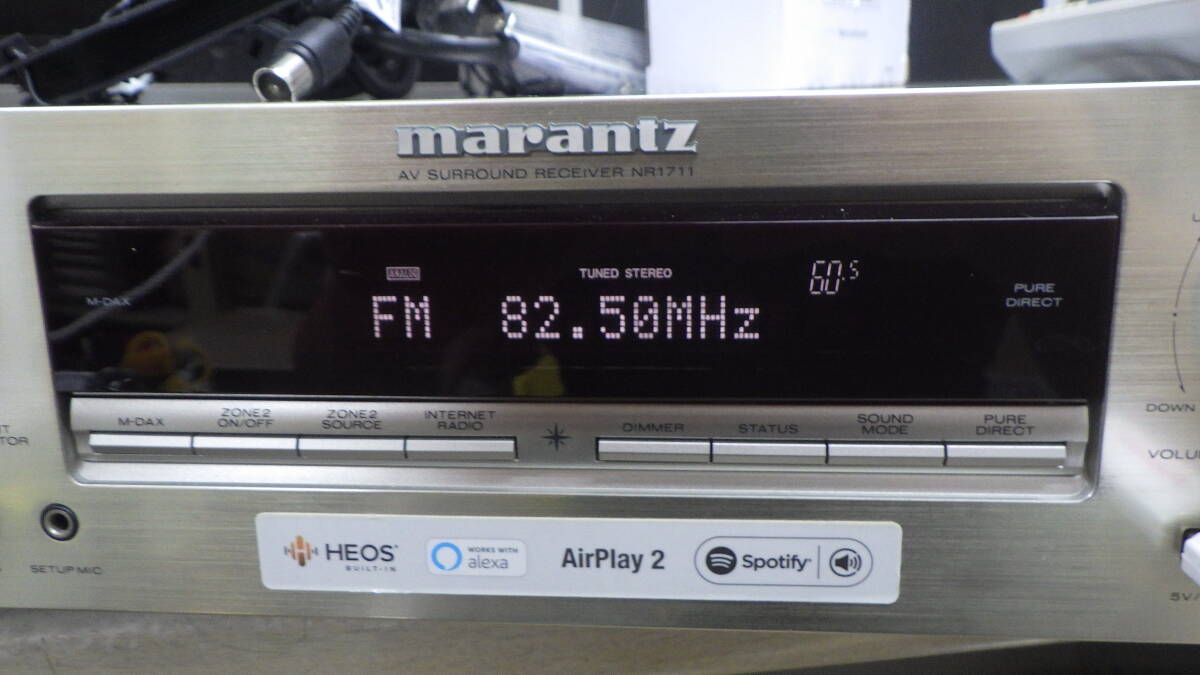 marantz
AV SURROUND RECEIVER NR1711
TUNED STEREO
60.5
M-DAX
FM 82.50MHz
PURE
DIRECT
M-DAX
ZONE2
ON/OFF
ZONE2
SOURCE
INTERNET
RADIO
DIMMER
STATUS
SOUND
MODE
PURE
DIRECT
DOWN
SETUP MIC
HEOS
BUILT-IN
WORKS WITH
alexa
AirPlay 2
Spotify